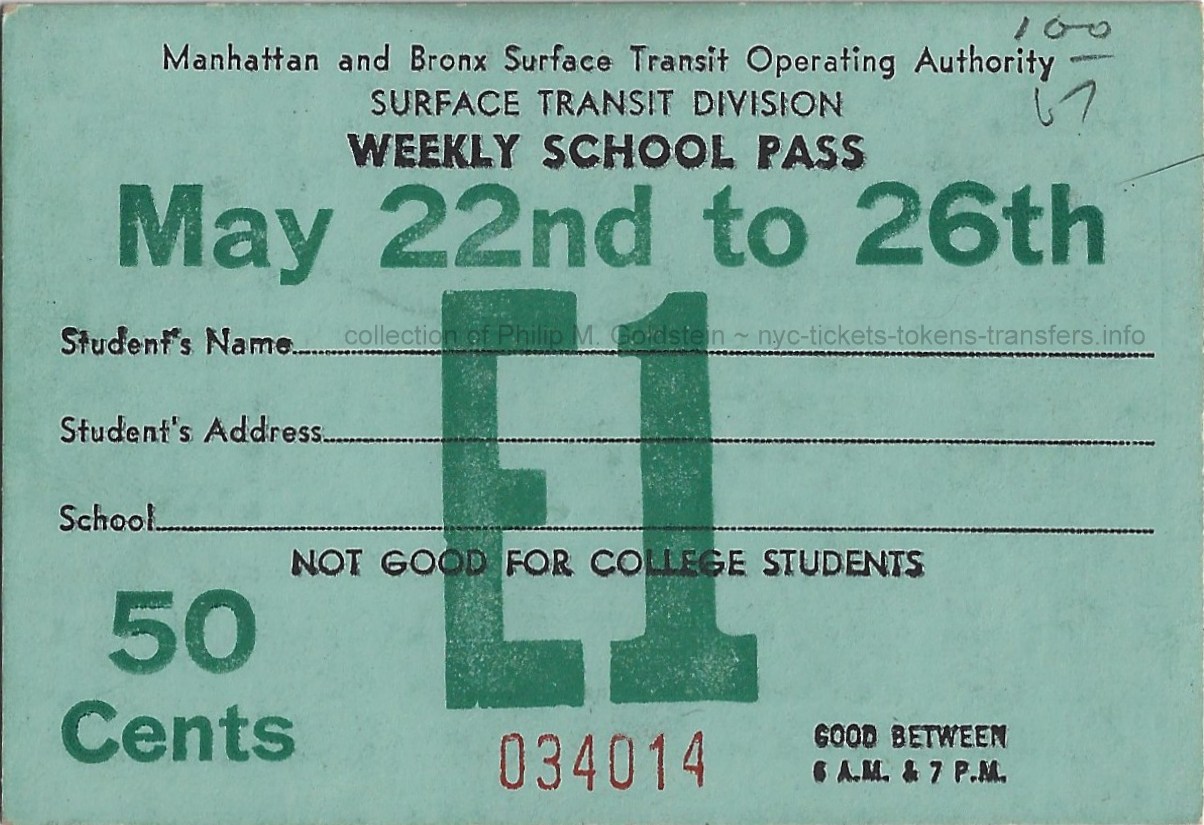 100
67
Manhattan and Bronx Surface Transit Operating Authority
SURFACE TRANSIT DIVISION
WEEKLY SCHOOL PASS
May 22nd to 26th
E1
Student's Name
collection of Philip M. Goldstein ~ nyc-tickets-tokens-transfers.info
Student's Address
School
NOT GOOD FOR COLLEGE STUDENTS
50
Cents
034014
GOOD BETWEEN
6 A.M. & 7 P.M.